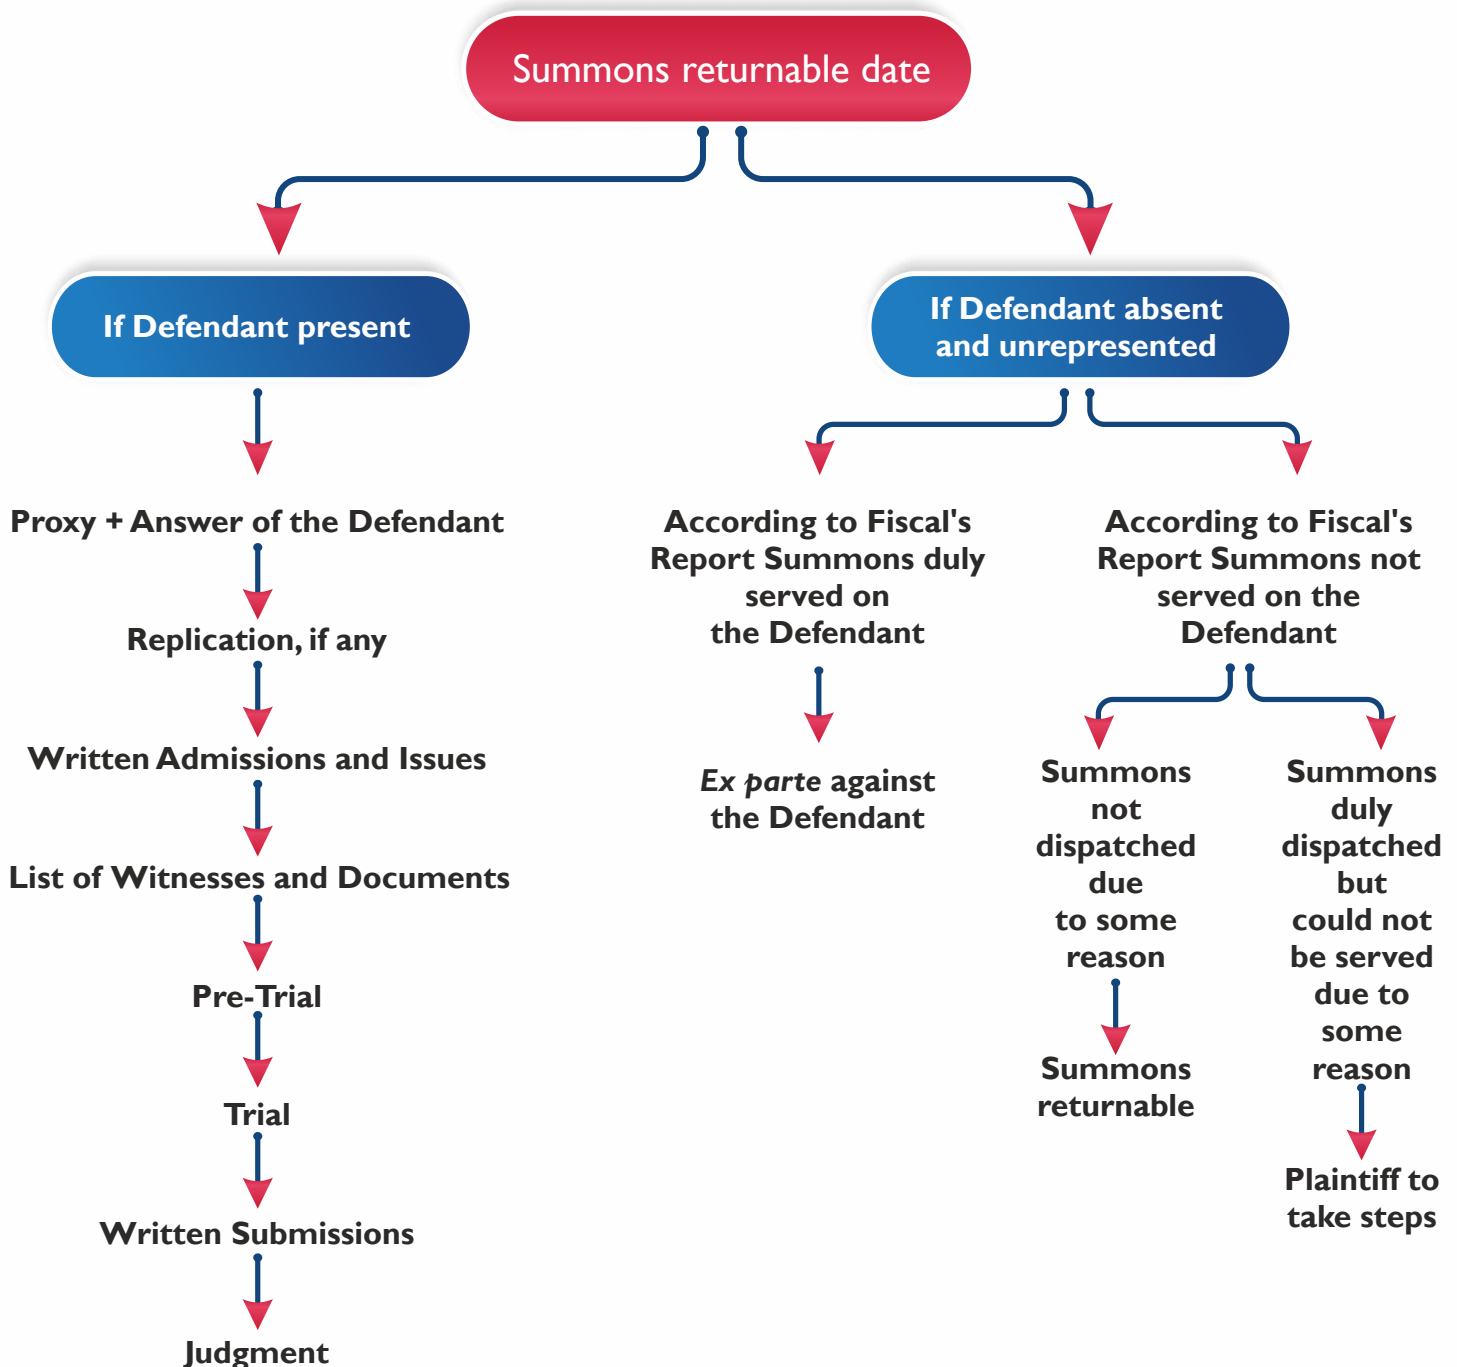 Summons returnable date
If Defendant present
If Defendant absent
and unrepresented
Proxy + Answer of the Defendant
Replication, if any
Written Admissions and Issues
List of Witnesses and Documents
Pre-Trial
Trial
Written Submissions
Judgment
According to Fiscal's
Report Summons duly
served on
the Defendant
Ex parte against
the Defendant
According to Fiscal's
Report Summons not
served on the
Defendant
Summons
not
dispatched
due
to some
reason
Summons
returnable
Summons
duly
dispatched
but
could not
be served
due to
some
reason
Plaintiff to
take steps